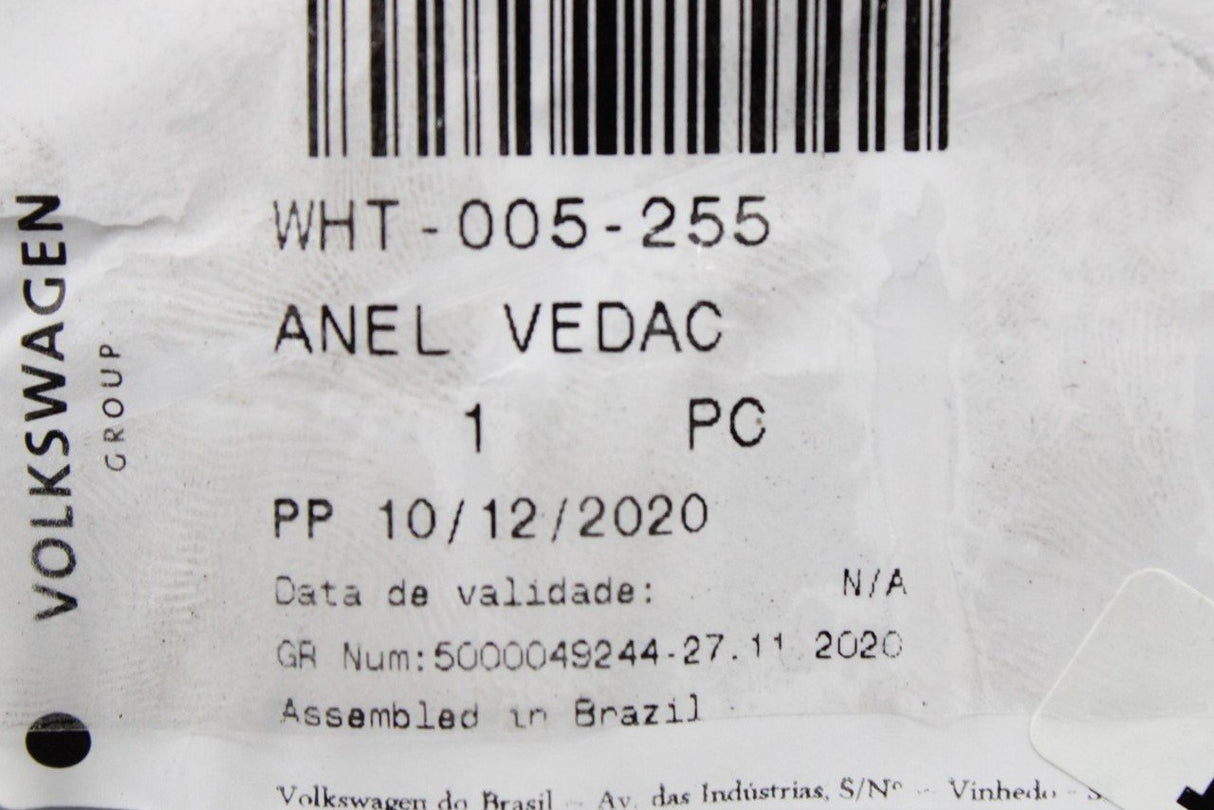 WHT-005-255
ANEL VEDAC
1 PC
PP 10/12/2020
Data de validade: N/A
GR Num:5000049244-27.11 2020
Assembled in Brazil
Volkswagen do Brasil - Av. das Indústrias, S/Nº - Vinhedo - S
VOLKSWAGEN
GROUP